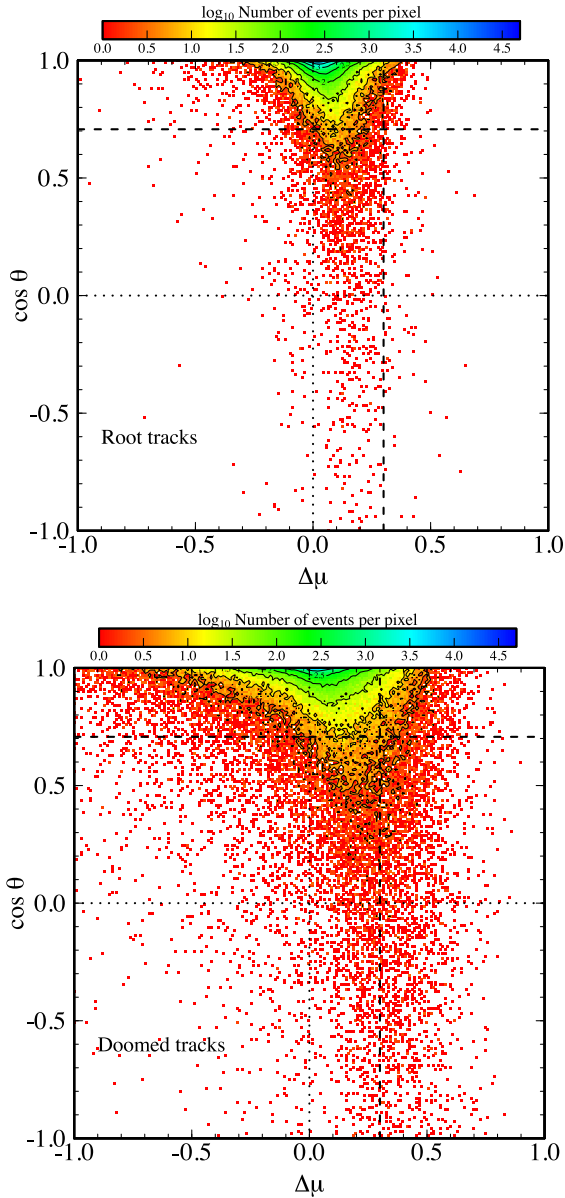 log₁₀ Number of events per pixel
0.0 0.5 1.0 1.5 2.0 2.5 3.0 3.5 4.0 4.5
1.0
0.5
0.0
-0.5
-1.0
cos θ
Root tracks
-1.0 -0.5 0.0 0.5 1.0
Δμ
log₁₀ Number of events per pixel
0.0 0.5 1.0 1.5 2.0 2.5 3.0 3.5 4.0 4.5
1.0
0.5
0.0
-0.5
-1.0
cos θ
Doomed tracks
-1.0 -0.5 0.0 0.5 1.0
Δμ